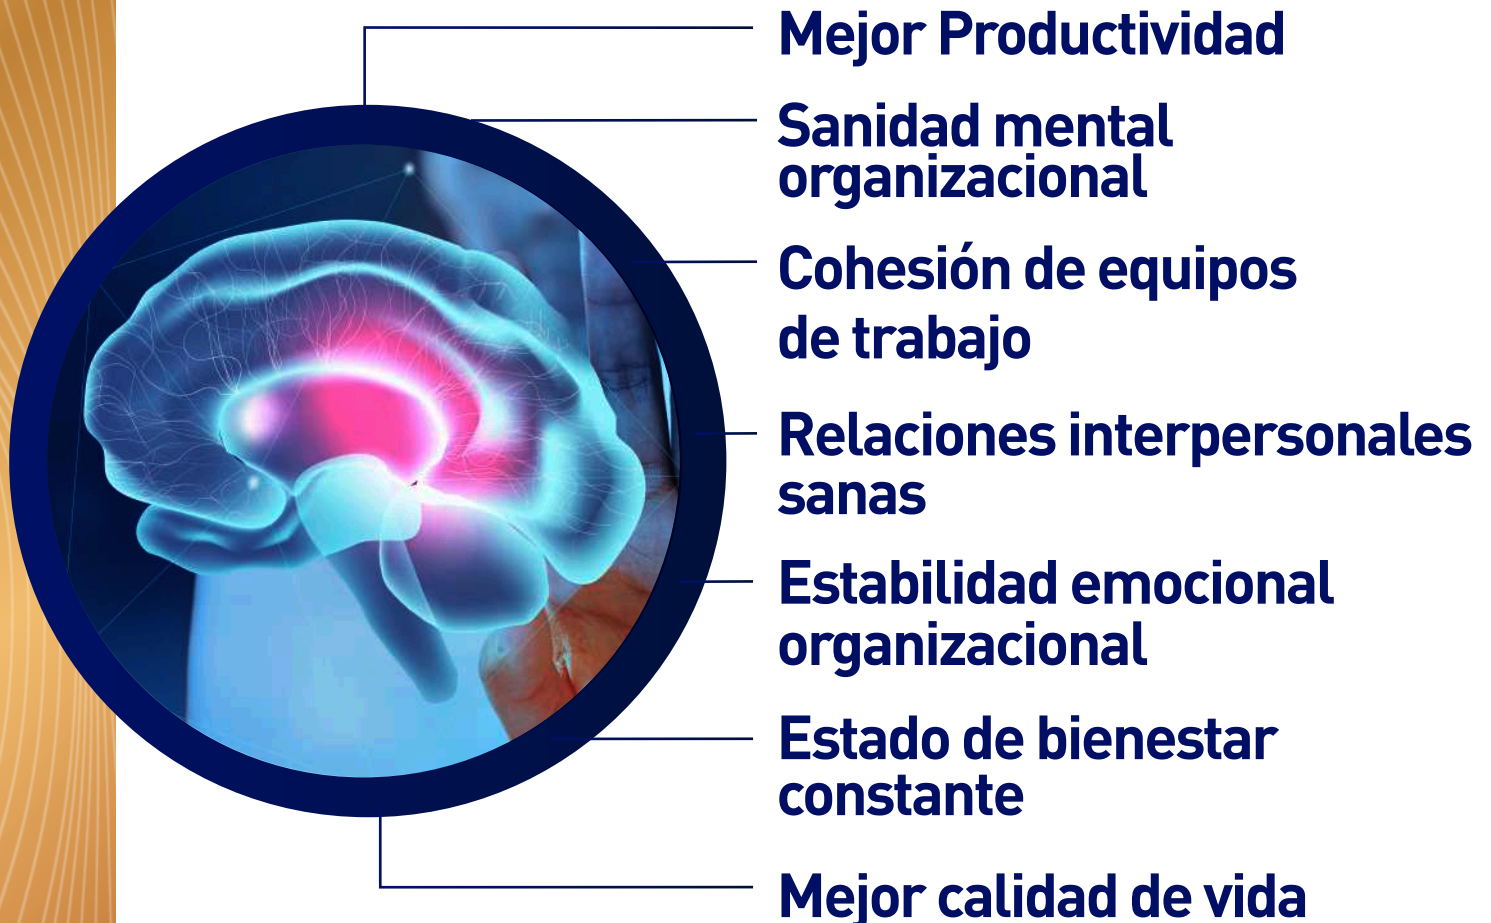 Mejor Productividad
Sanidad mental
organizacional
Cohesión de equipos
de trabajo
Relaciones interpersonales
sanas
Estabilidad emocional
organizacional
Estado de bienestar
constante
Mejor calidad de vida